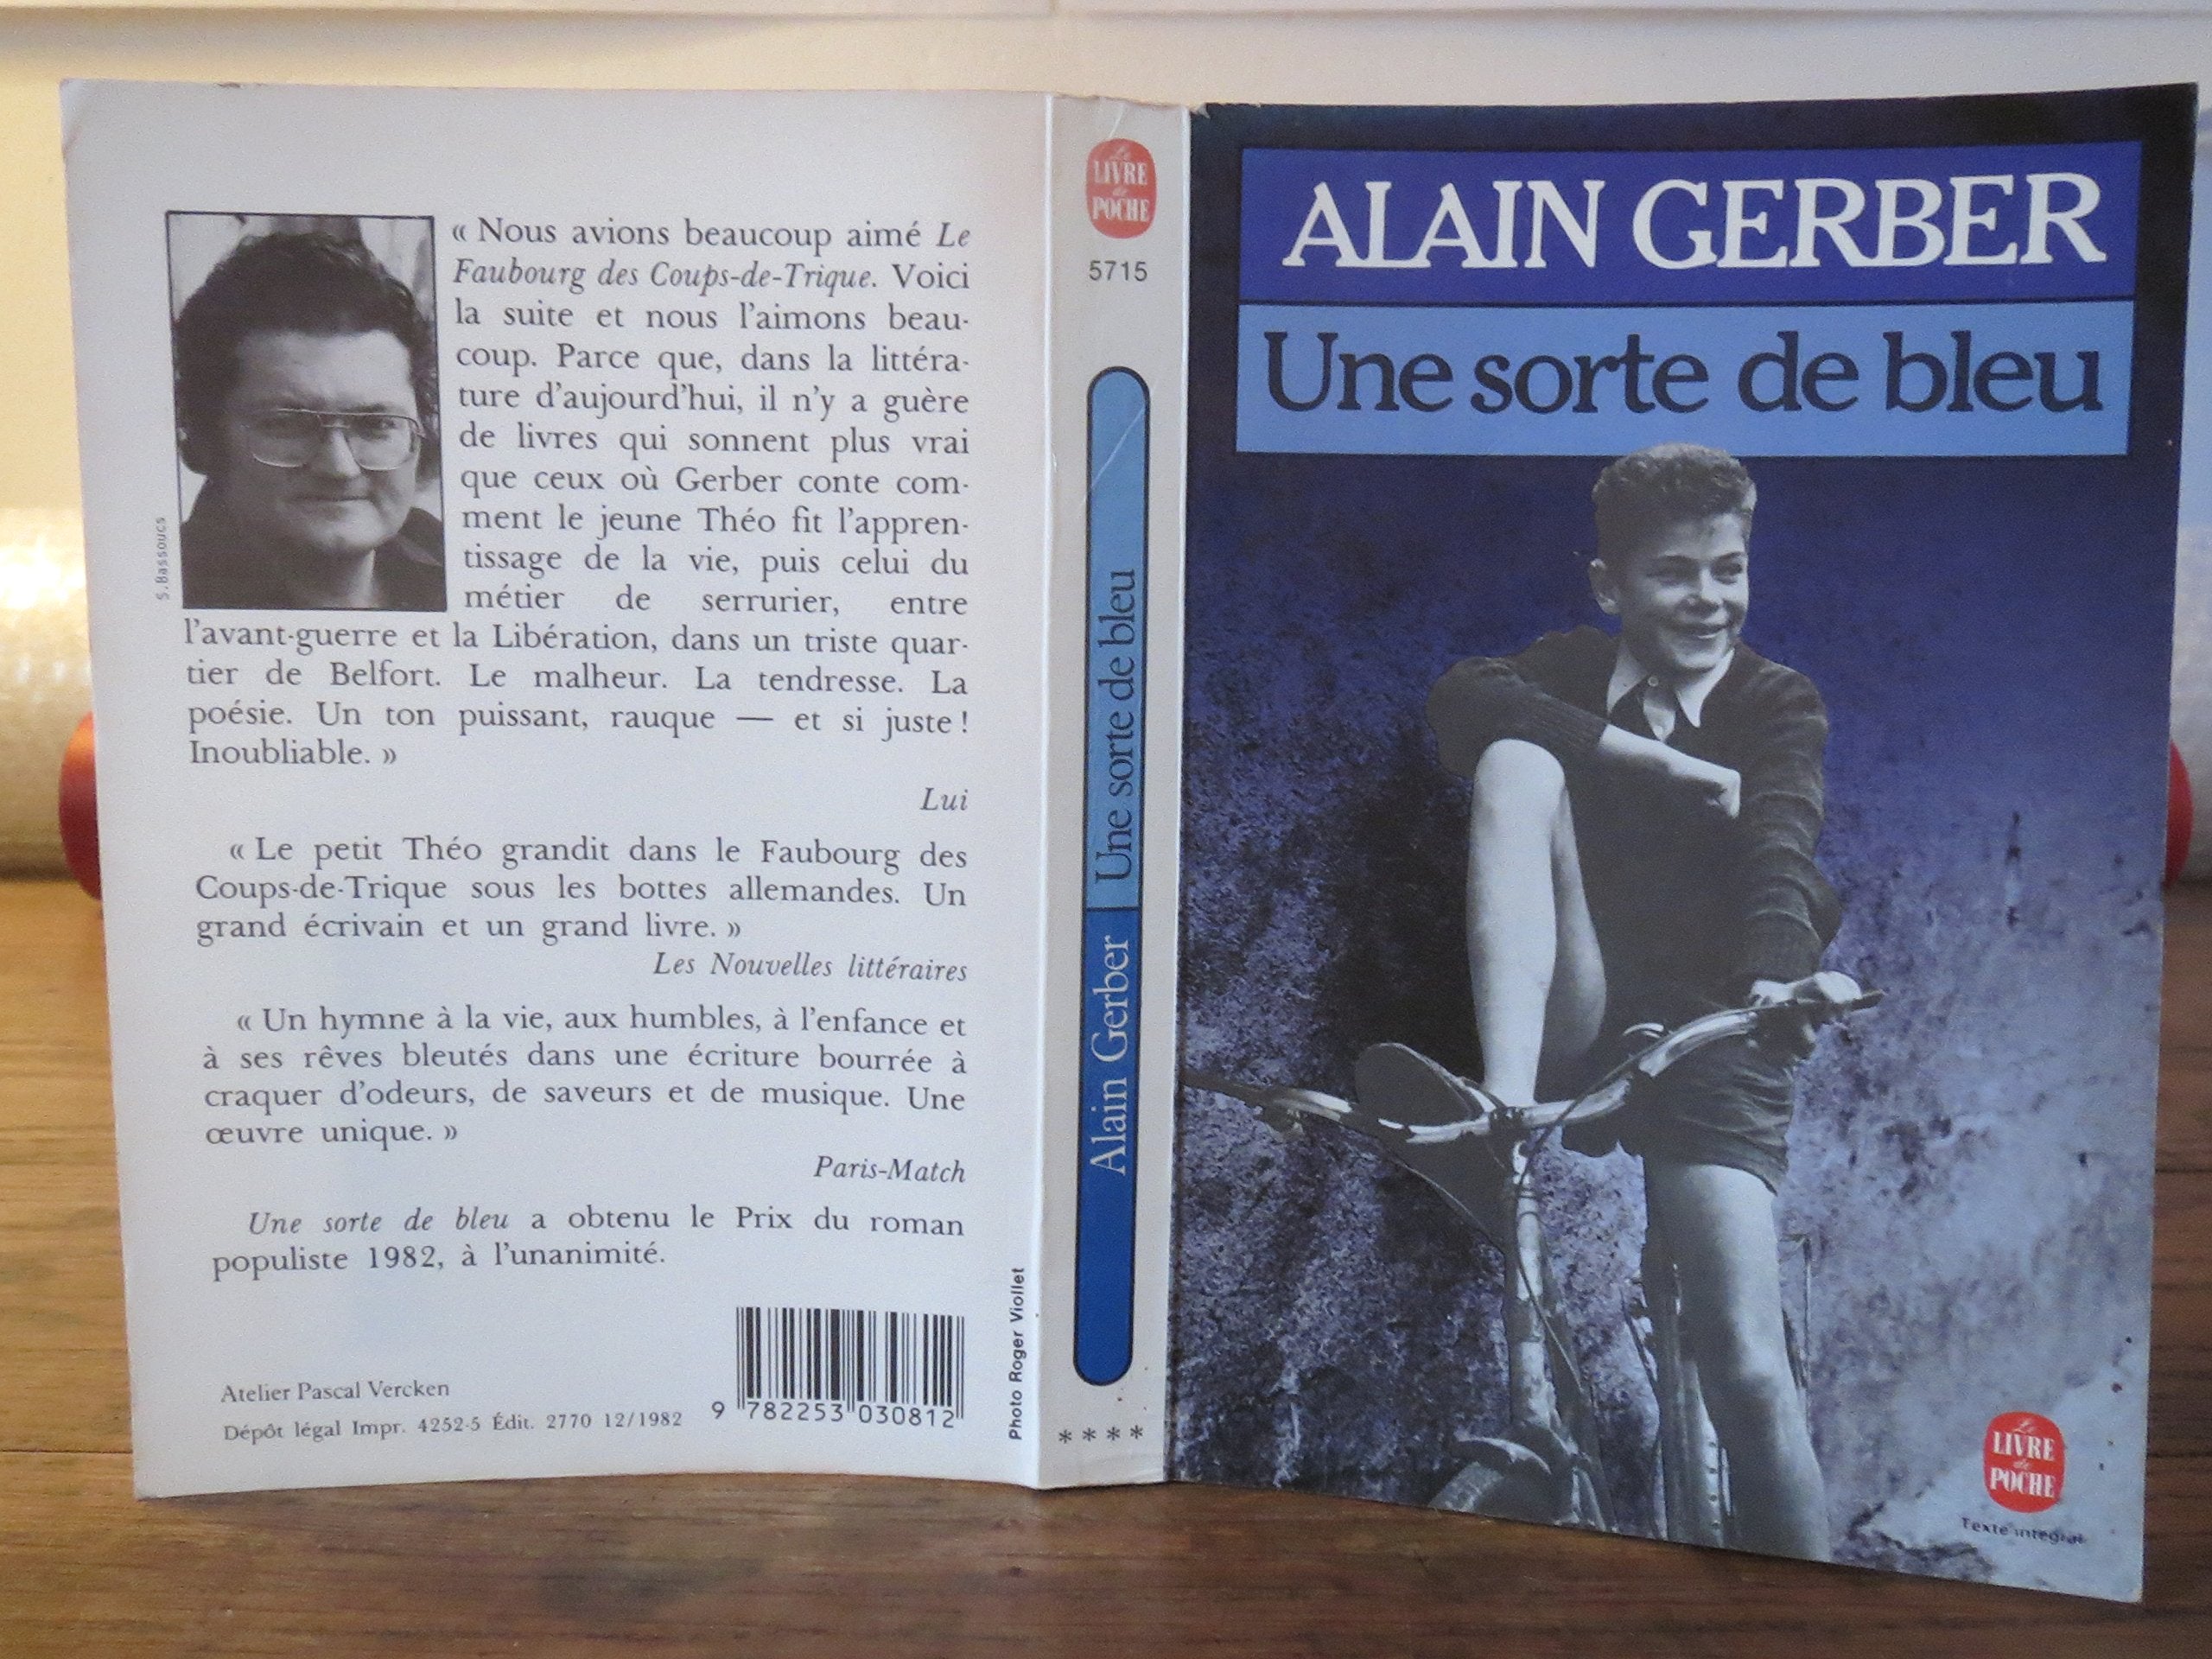 S.Bassoucs
« Nous avions beaucoup aimé Le
Faubourg des Coups-de-Trique. Voici
la suite et nous l'aimons beau-
coup. Parce que, dans la littéra-
ture d'aujourd'hui, il n'y a guère
de livres qui sonnent plus vrai
que ceux où Gerber conte com-
ment le jeune Théo fit l'appren-
tissage de la vie, puis celui du
métier de serrurier, entre
l'avant-guerre et la Libération, dans un triste quar-
tier de Belfort. Le malheur. La tendresse. La
poésie. Un ton puissant, rauque — et si juste !
Inoubliable. »
Lui
« Le petit Théo grandit dans le Faubourg des
Coups-de-Trique sous les bottes allemandes. Un
grand écrivain et un grand livre. »
Les Nouvelles littéraires
« Un hymne à la vie, aux humbles, à l'enfance et
à ses rêves bleutés dans une écriture bourrée à
craquer d'odeurs, de saveurs et de musique. Une
œuvre unique. »
Paris-Match
Une sorte de bleu a obtenu le Prix du roman
populiste 1982, à l'unanimité.
Atelier Pascal Vercken
Dépôt légal Impr. 4252-5 Édit. 2770 12/1982
9 782253 030812
Photo Roger Viollet
Le
LIVRE
de
POCHE
5715
Une sorte de bleu
Alain Gerber
****
ALAIN GERBER
Une sorte de bleu
Le
LIVRE
de
POCHE
Texte intégral